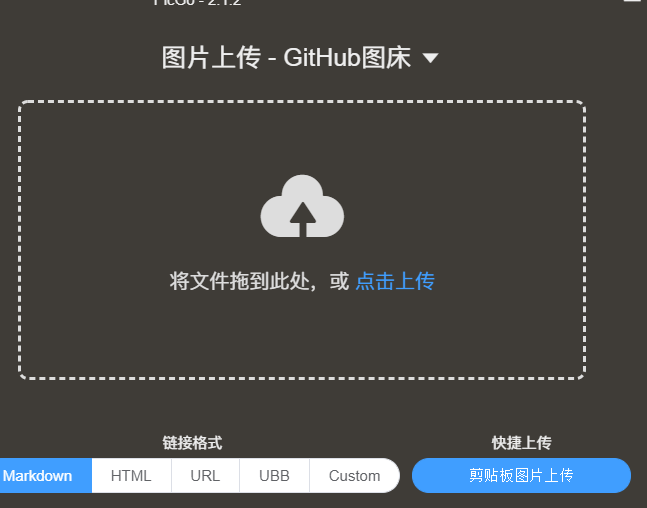 PicGo - 2.1.2
图片上传 - GitHub图床
将文件拖到此处，或 点击上传
链接格式
快捷上传
Markdown HTML URL UBB Custom 剪贴板图片上传